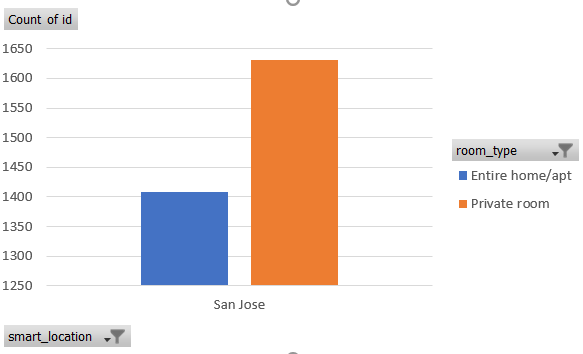 Count of id
1650
1600
1550
1500
1450
1400
1350
1300
1250
San Jose
room_type
Entire home/apt
Private room
smart_location